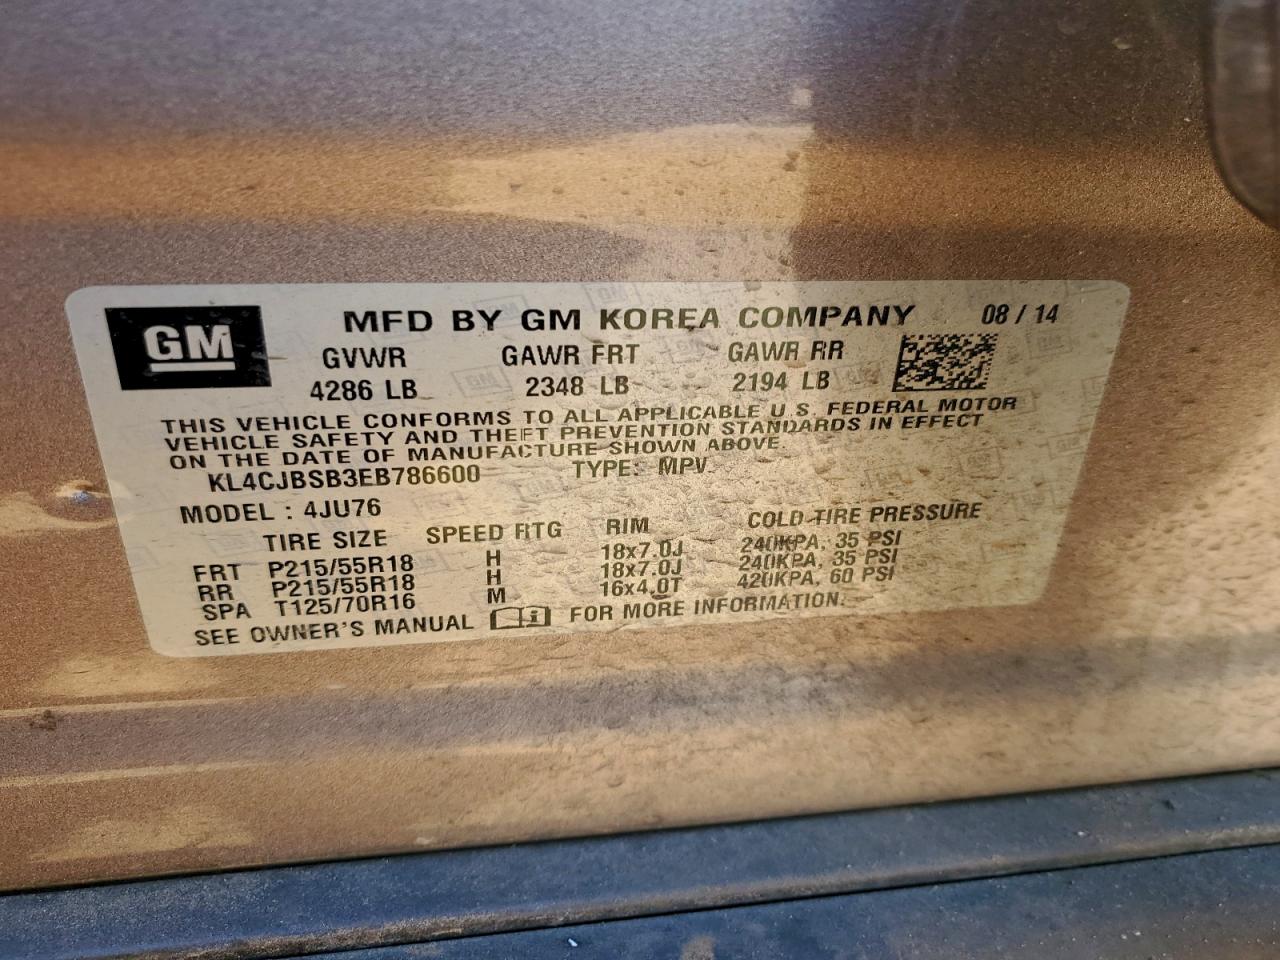 GM
MFD BY GM KOREA COMPANY 08 / 14
GVWR GAWR FRT GAWR RR
4286 LB 2348 LB 2194 LB
THIS VEHICLE CONFORMS TO ALL APPLICABLE U.S. FEDERAL MOTOR
VEHICLE SAFETY AND THEFT PREVENTION STANDARDS IN EFFECT
ON THE DATE OF MANUFACTURE SHOWN ABOVE.
KL4CJBSB3EB786600 TYPE: MPV
MODEL : 4JU76
TIRE SIZE SPEED RTG RIM COLD TIRE PRESSURE
FRT P215/55R18 H 18x7.0J 240KPA, 35 PSI
RR P215/55R18 H 18x7.0J 240KPA, 35 PSI
SPA T125/70R16 M 16x4.0T 420KPA, 60 PSI
SEE OWNER'S MANUAL FOR MORE INFORMATION.